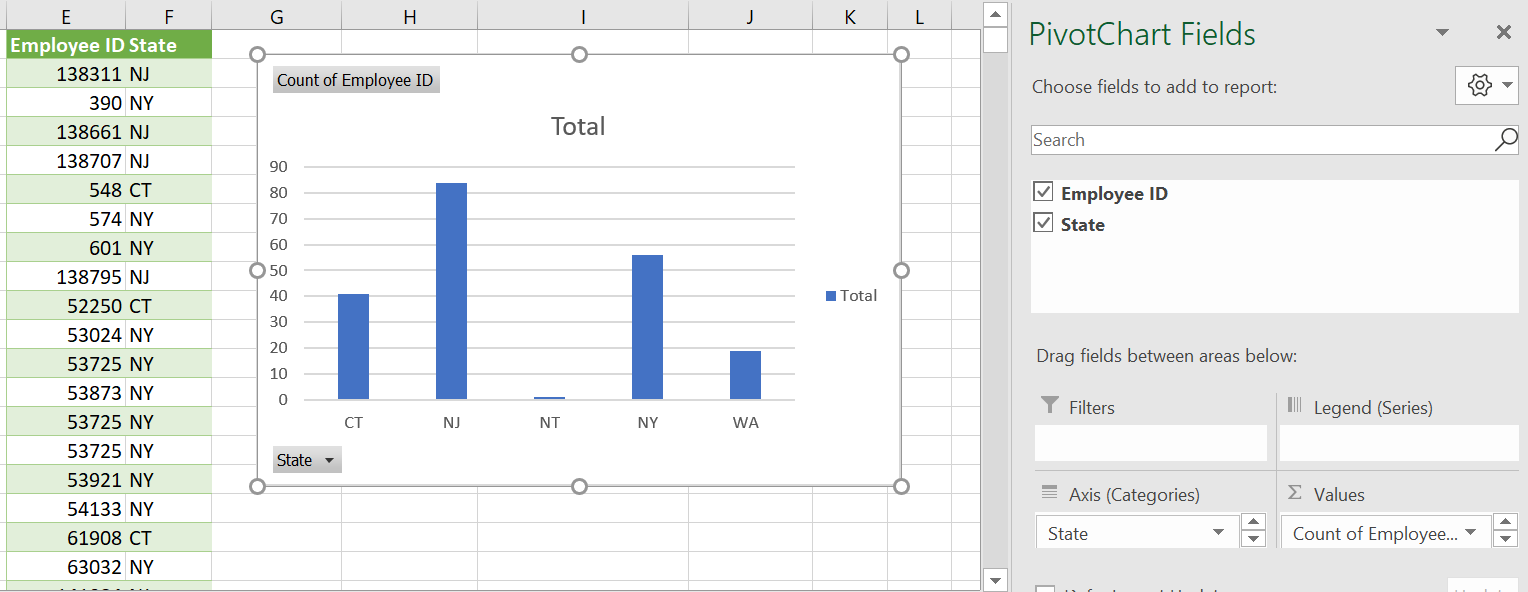 E F G H I J K L
Employee ID State
138311 NJ
390 NY
138661 NJ
138707 NJ
548 CT
574 NY
601 NY
138795 NJ
52250 CT
53024 NY
53725 NY
53873 NY
53725 NY
53725 NY
53921 NY
54133 NY
61908 CT
63032 NY
Count of Employee ID
Total
90
80
70
60
50
40
30
20
10
0
CT NJ NT NY WA
Total
State
PivotChart Fields
Choose fields to add to report:
Search
Employee ID
State
Drag fields between areas below:
Filters
Legend (Series)
Axis (Categories)
Σ Values
State
Count of Employee...